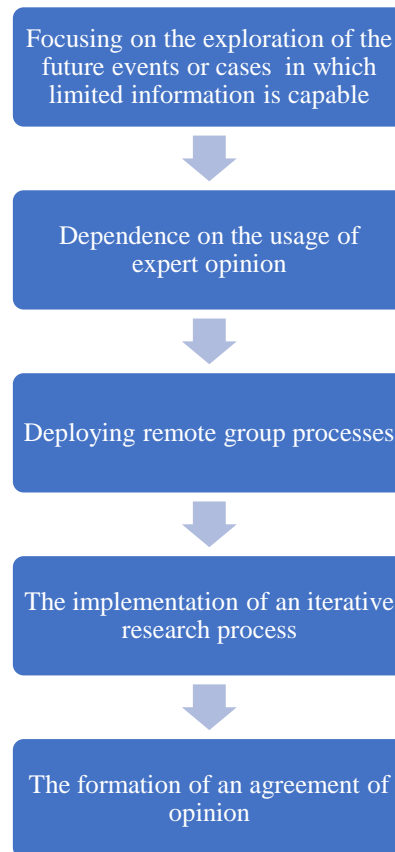 Focusing on the exploration of the
future events or cases in which
limited information is capable
Dependence on the usage of
expert opinion
Deploying remote group processes
The implementation of an iterative
research process
The formation of an agreement of
opinion